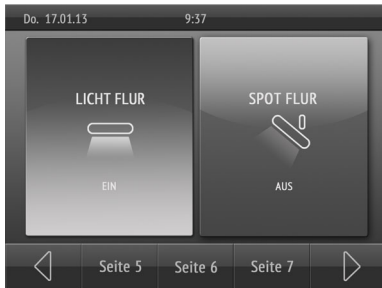 Do. 17.01.13 9:37
LICHT FLUR SPOT FLUR
EIN AUS
Seite 5 Seite 6 Seite 7